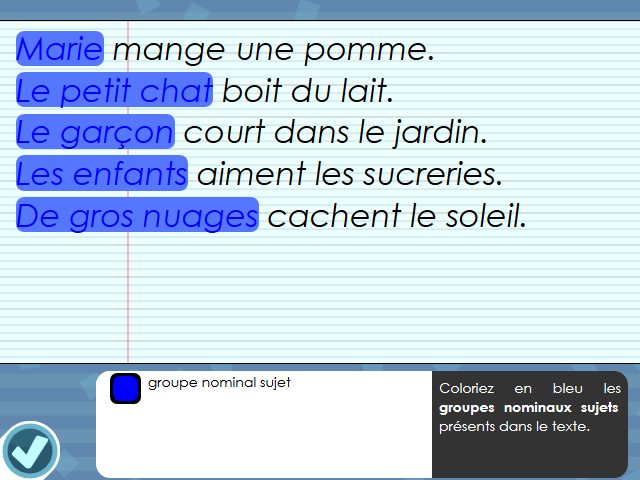 Marie mange une pomme.
Le petit chat boit du lait.
Le garçon court dans le jardin.
Les enfants aiment les sucreries.
De gros nuages cachent le soleil.
groupe nominal sujet
Coloriez en bleu les
groupes nominaux sujets
présents dans le texte.